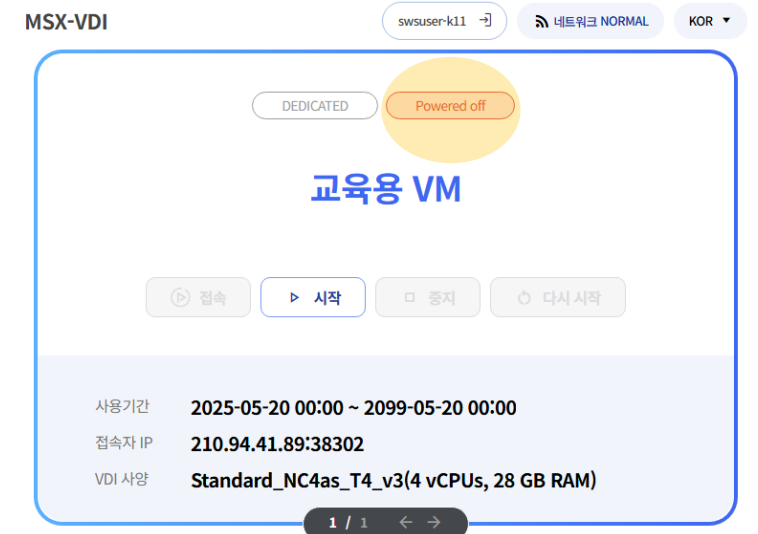 MSX-VDI
swsuser-k11
네트워크 NORMAL
KOR
DEDICATED
Powered off
교육용 VM
접속
시작
중지
다시 시작
사용기간 2025-05-20 00:00 ~ 2099-05-20 00:00
접속자 IP 210.94.41.89:38302
VDI 사양 Standard_NC4as_T4_v3(4 vCPUs, 28 GB RAM)
1 / 1